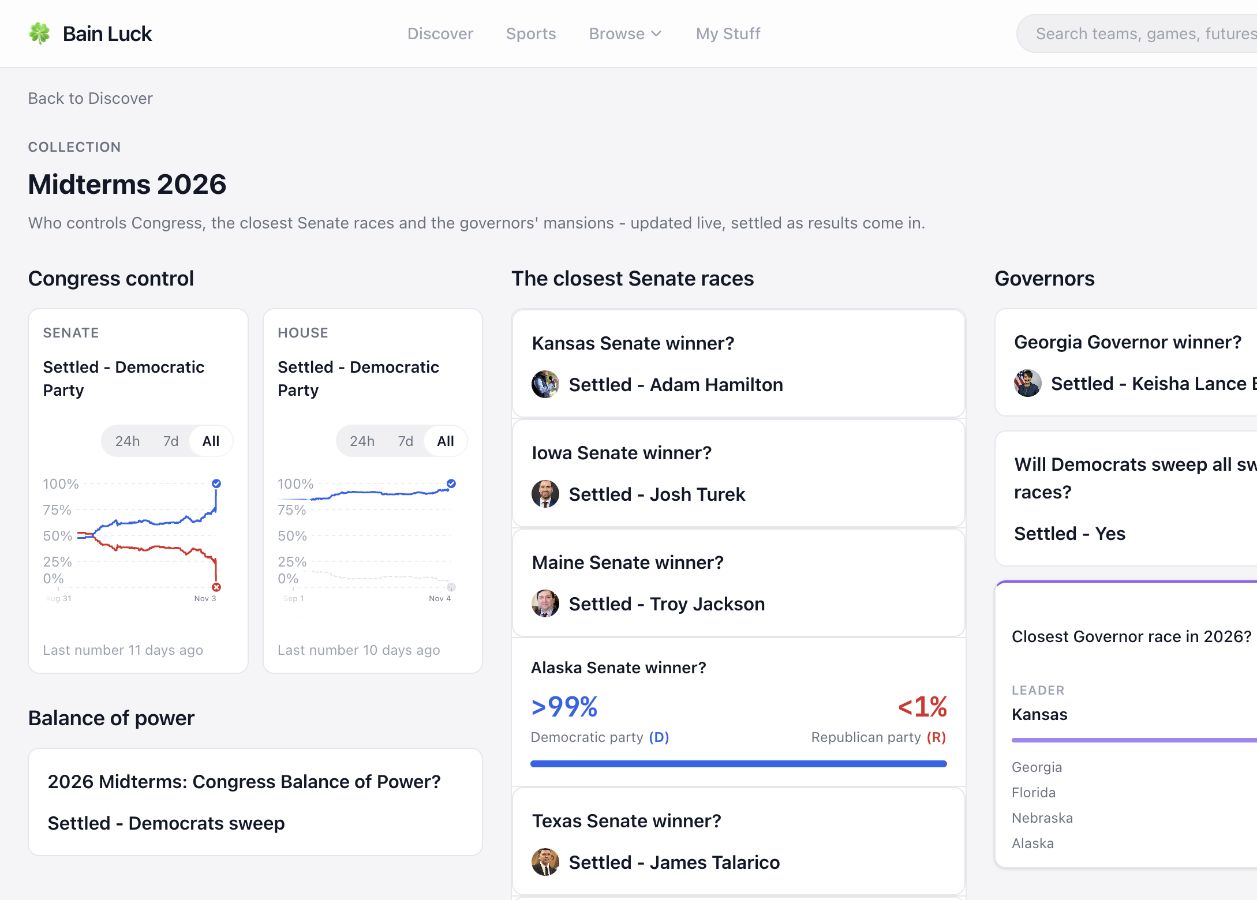 Bain Luck
Discover
Sports
Browse
My Stuff
Search teams, games, futures
Back to Discover
COLLECTION
Midterms 2026
Who controls Congress, the closest Senate races and the governors' mansions - updated live, settled as results come in.
Congress control
SENATE
Settled - Democratic
Party
24h 7d All
100%
75%
50%
25%
0%
Aug 31
Nov 3
Last number 11 days ago
HOUSE
Settled - Democratic
Party
24h 7d All
100%
75%
50%
25%
0%
Sep 1
Nov 4
Last number 10 days ago
Balance of power
2026 Midterms: Congress Balance of Power?
Settled - Democrats sweep
The closest Senate races
Kansas Senate winner?
Settled - Adam Hamilton
Iowa Senate winner?
Settled - Josh Turek
Maine Senate winner?
Settled - Troy Jackson
Alaska Senate winner?
>99% <1%
Democratic party (D) Republican party (R)
Texas Senate winner?
Settled - James Talarico
Governors
Georgia Governor winner?
Settled - Keisha Lance
Will Democrats sweep all
races?
Settled - Yes
Closest Governor race in 2026?
LEADER
Kansas
Georgia
Florida
Nebraska
Alaska